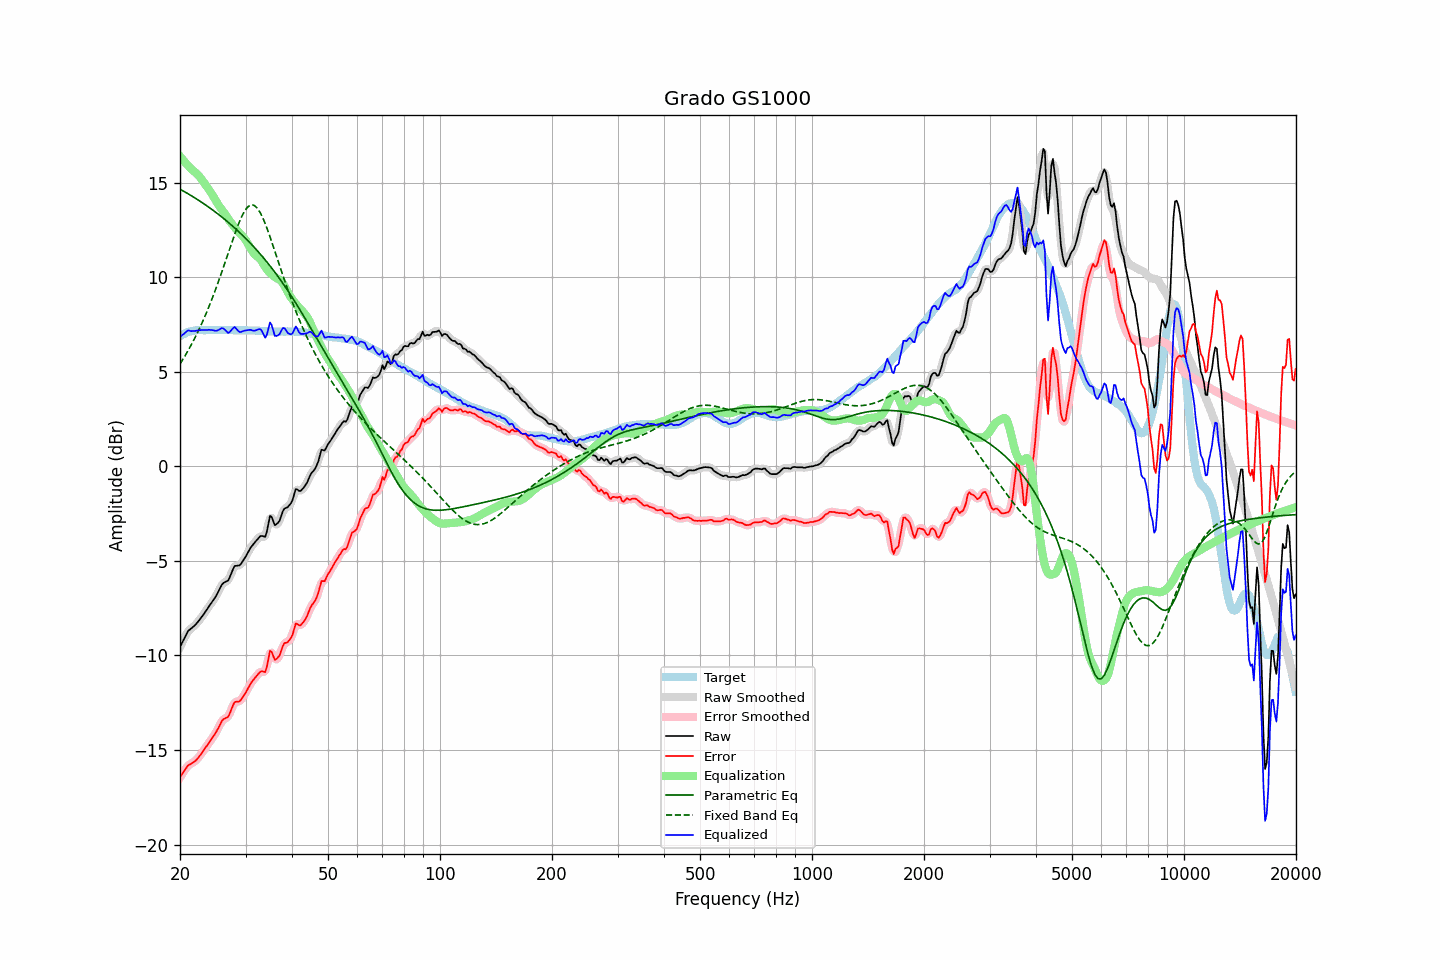 Grado GS1000
Amplitude (dBr)
15
10
5
0
−5
−10
−15
−20
Target
Raw Smoothed
Error Smoothed
Raw
Error
Equalization
Parametric Eq
Fixed Band Eq
Equalized
20 50 100 200 500 1000 2000 5000 10000 20000
Frequency (Hz)